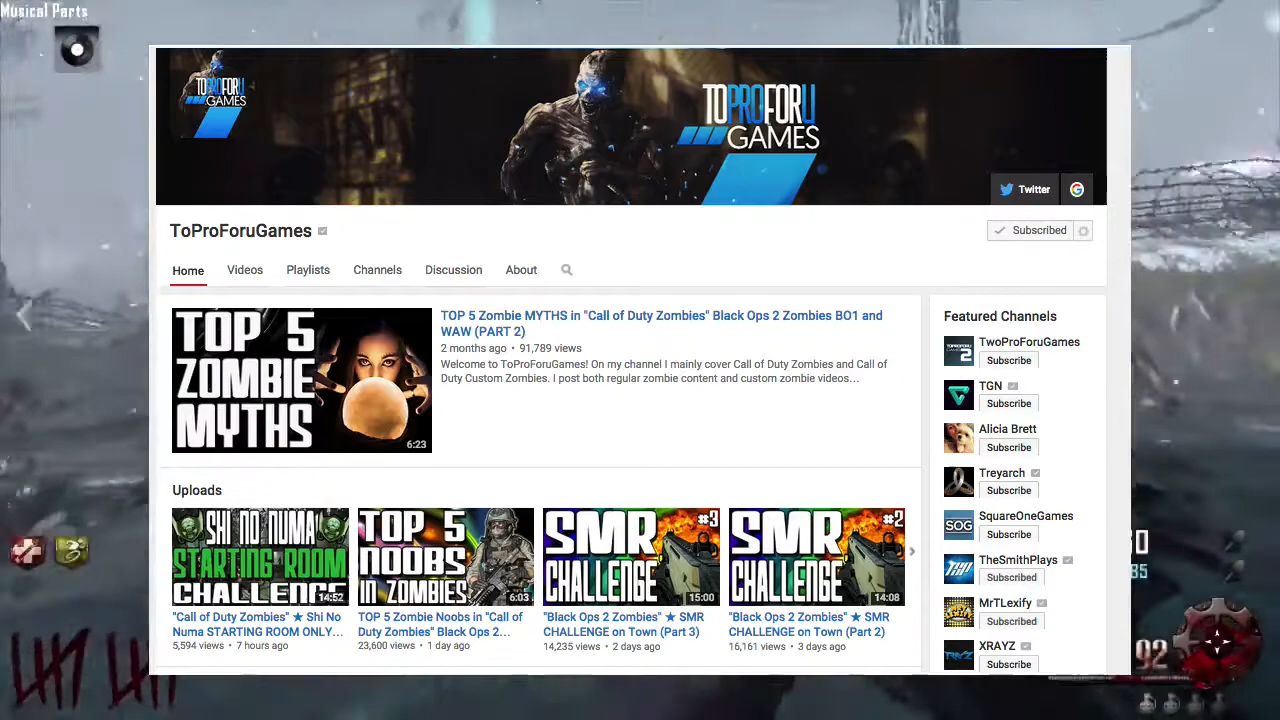 Musical Parts
TOPROFORU
GAMES
TOPROFORU
GAMES
Twitter
G
ToProForuGames
Subscribed
Home
Videos
Playlists
Channels
Discussion
About
TOP 5
ZOMBIE
MYTHS
6:23
TOP 5 Zombie MYTHS in "Call of Duty Zombies" Black Ops 2 Zombies BO1 and
WAW (PART 2)
2 months ago • 91,789 views
Welcome to ToProForuGames! On my channel I mainly cover Call of Duty Zombies and Call of
Duty Custom Zombies. I post both regular zombie content and custom zombie videos...
Uploads
SHI NO NUMA
STARTING ROOM
CHALLENGE
14:52
"Call of Duty Zombies" ★ Shi No
Numa STARTING ROOM ONLY...
5,594 views • 7 hours ago
TOP 5
NOOBS
IN ZOMBIES
6:03
TOP 5 Zombie Noobs in "Call of
Duty Zombies" Black Ops 2...
23,600 views • 1 day ago
SMR
#3
CHALLENGE
15:00
"Black Ops 2 Zombies" ★ SMR
CHALLENGE on Town (Part 3)
14,235 views • 2 days ago
SMR
#2
CHALLENGE
14:08
"Black Ops 2 Zombies" ★ SMR
CHALLENGE on Town (Part 2)
16,161 views • 3 days ago
Featured Channels
TwoProForuGames
Subscribe
TGN
Subscribe
Alicia Brett
Subscribe
Treyarch
Subscribe
SOG
SquareOneGames
Subscribe
TheSmithPlays
Subscribed
MrTLexify
Subscribed
XRAYZ
Subscribe
85
92